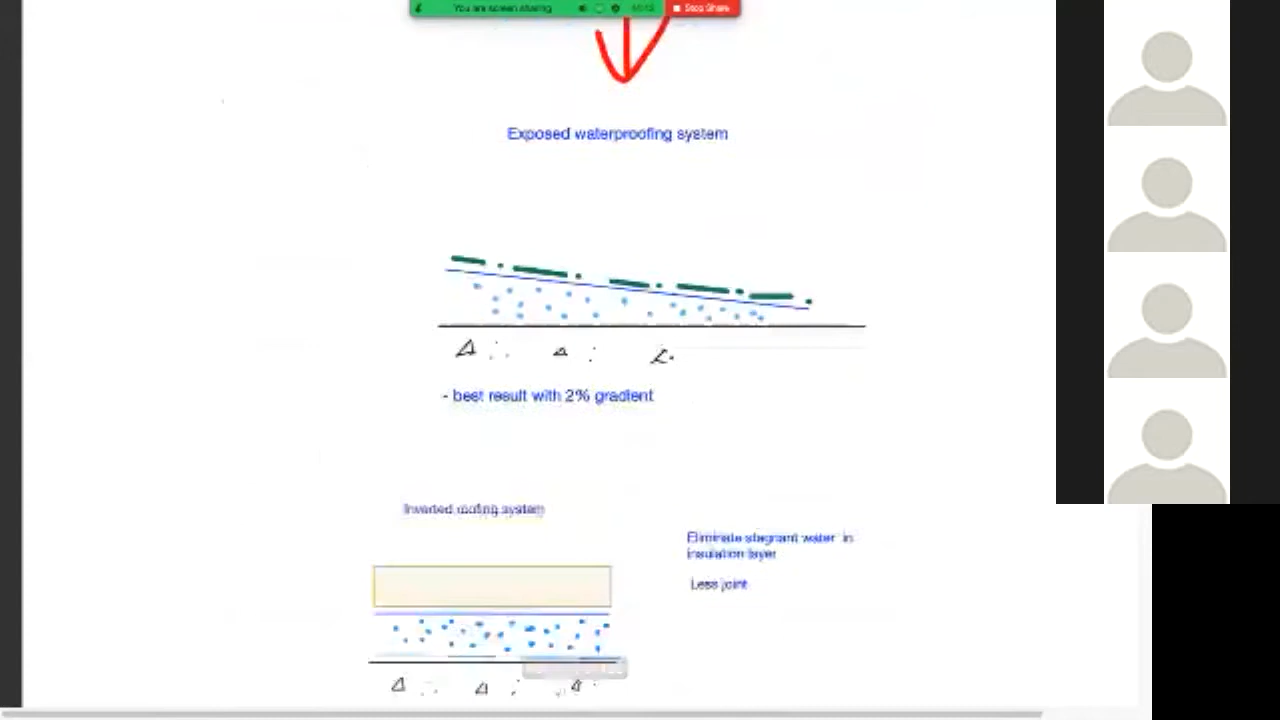 You are screen sharing
Stop Share
Exposed waterproofing system
- best result with 2% gradient
Inverted roofing system
Eliminate stagnant water in
insulation layer
Less joint